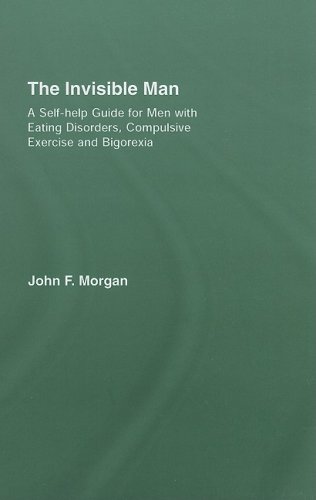 The Invisible Man
A Self-help Guide for Men with
Eating Disorders, Compulsive
Exercise and Bigorexia
John F. Morgan